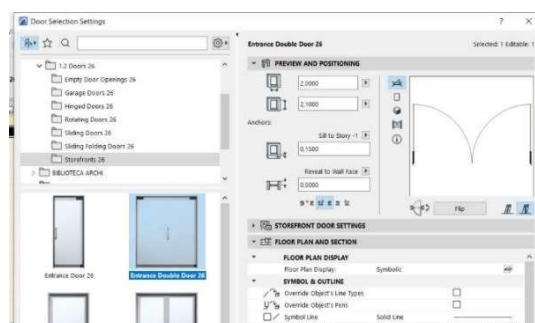 Door Selection Settings
? ×
Entrance Double Door 26
Selected: 1 Editable: 1
1.2 Doors 26
Empty Door Openings 26
Garage Doors 26
Hinged Doors 26
Rotating Doors 26
Sliding Doors 26
Sliding Folding Doors 26
Storefronts 26
BIBLIOTECA ARCHI
Entrance Door 26
Entrance Double Door 26
PREVIEW AND POSITIONING
2,0000
2,1000
Anchors:
Sill to Story -1
0,1500
Reveal to Wall Face
0,0000
Flip
STOREFRONT DOOR SETTINGS
FLOOR PLAN AND SECTION
FLOOR PLAN DISPLAY
Floor Plan Display Symbolic
SYMBOL & OUTLINE
Override Object's Line Types
Override Object's Pens
Symbol Line Solid Line